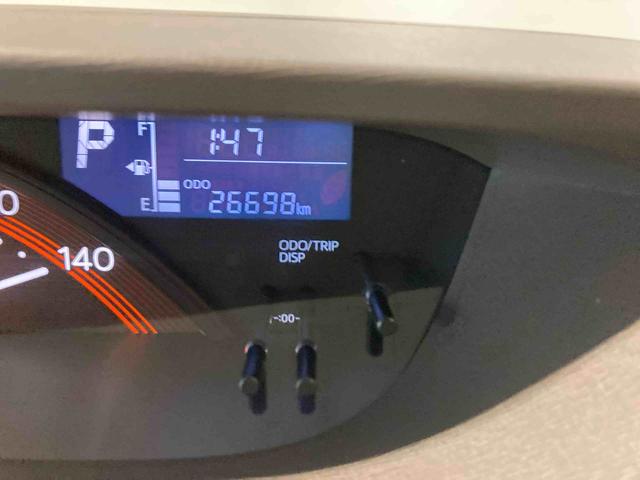 P
F
1:47
ODO
E
26698km
0
140
ODO/TRIP
DISP
-:00-